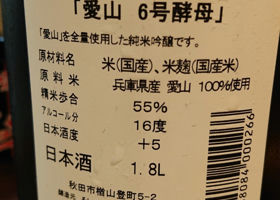 「愛山 6号酵母」
「愛山」を全量使用した純米吟醸です。
原材料名 米(国産)、米麹(国産米)
原料米 兵庫県産 愛山 100%使用
精米歩合 55%
アルコール分 16度
日本酒度 +5
日本酒 1.8L
秋田市楢山登町5-2
8084000266